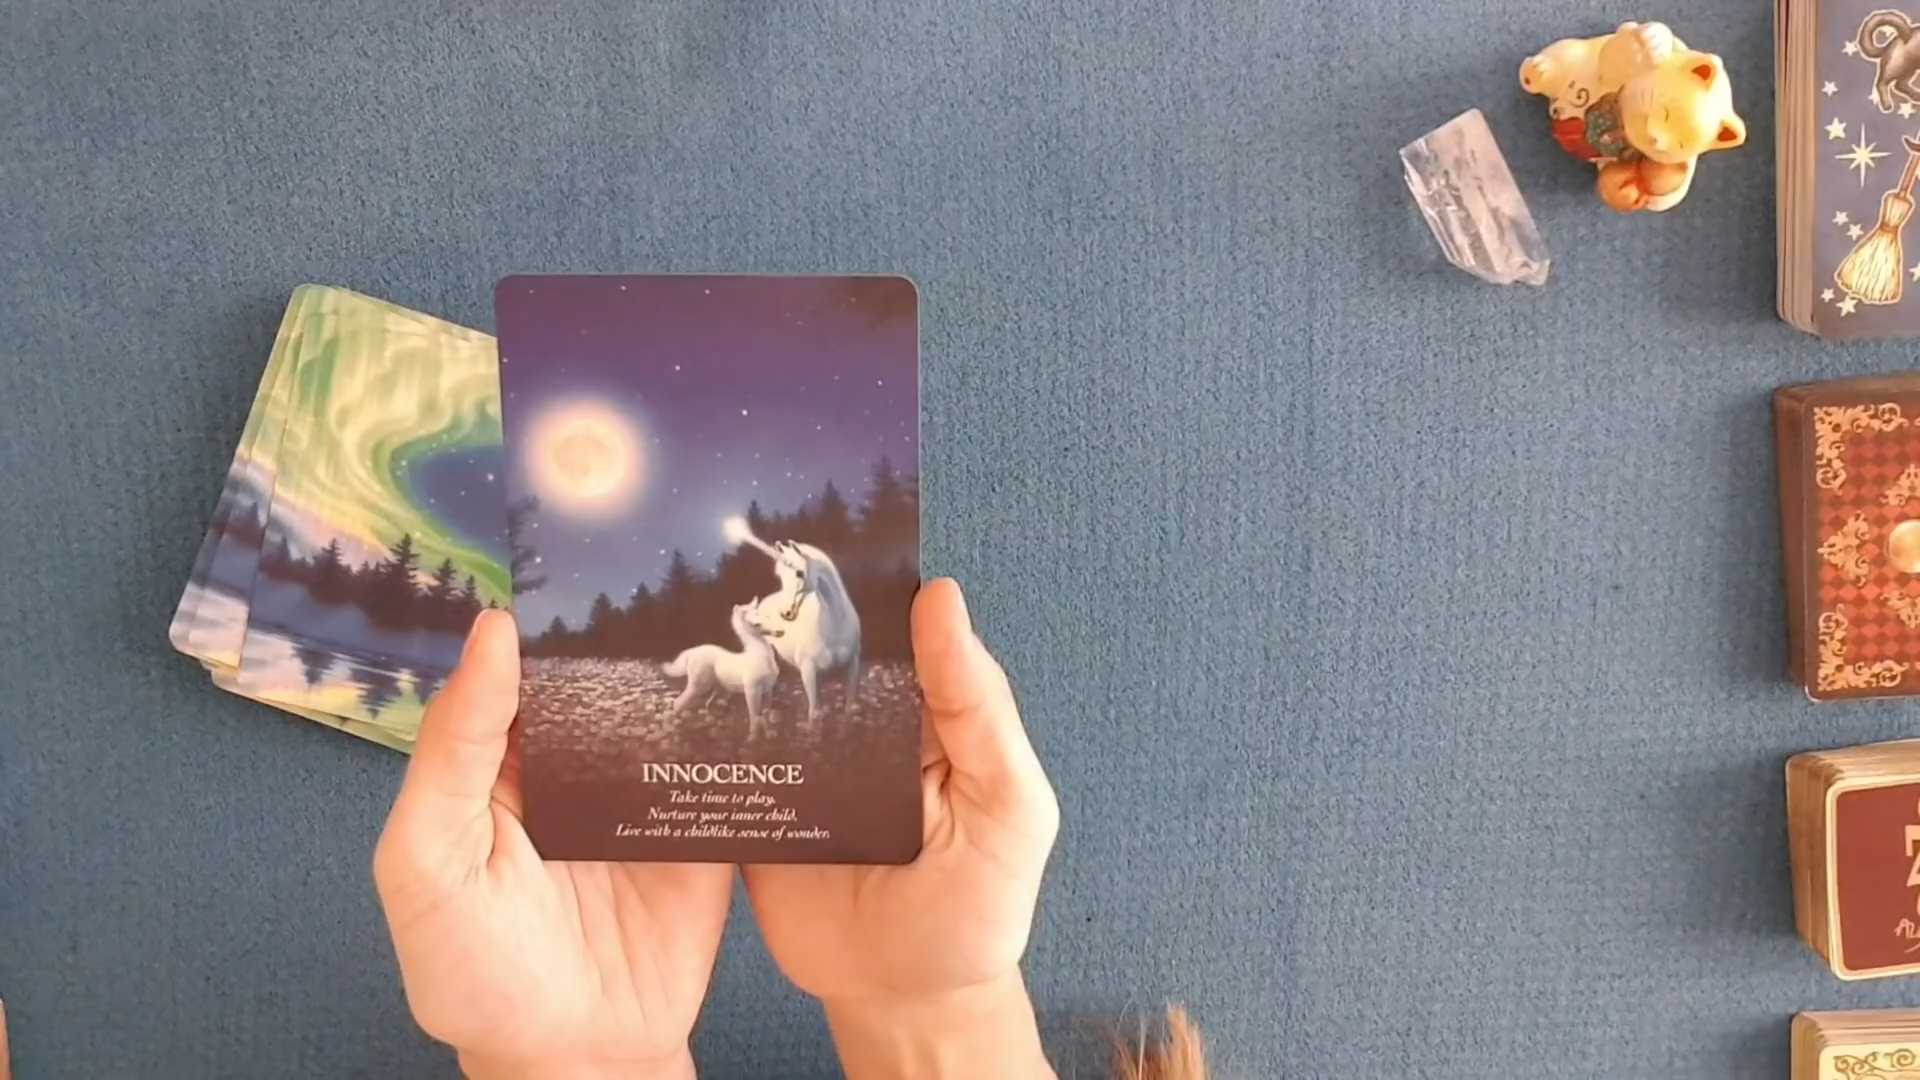 INNOCENCE
Take time to play.
Nurture your inner child.
Live with a childlike sense of wonder.